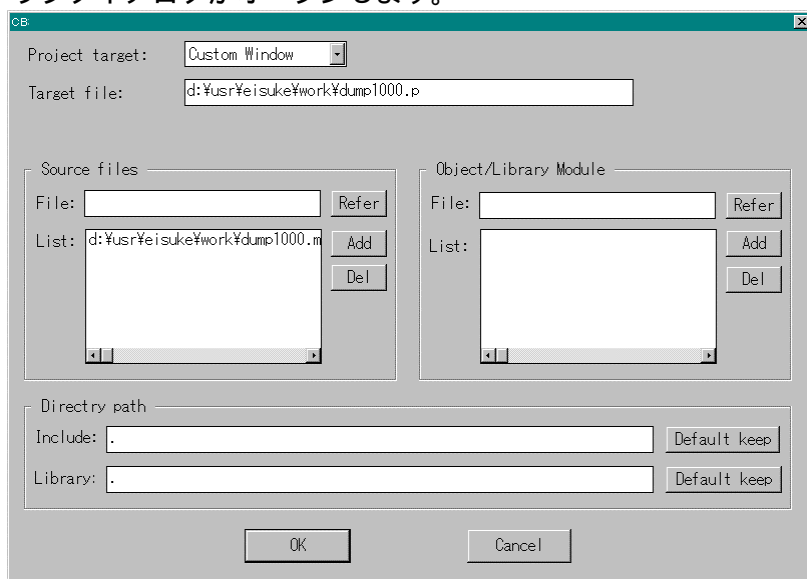 CB:
Project target: Custom Window
Target file: d:¥usr¥eisuke¥work¥dump1000.p
Source files
File: Refer
List: d:¥usr¥eisuke¥work¥dump1000.m Add
Del
Object/Library Module
File: Refer
List: Add
Del
Directry path
Include: . Default keep
Library: . Default keep
OK Cancel